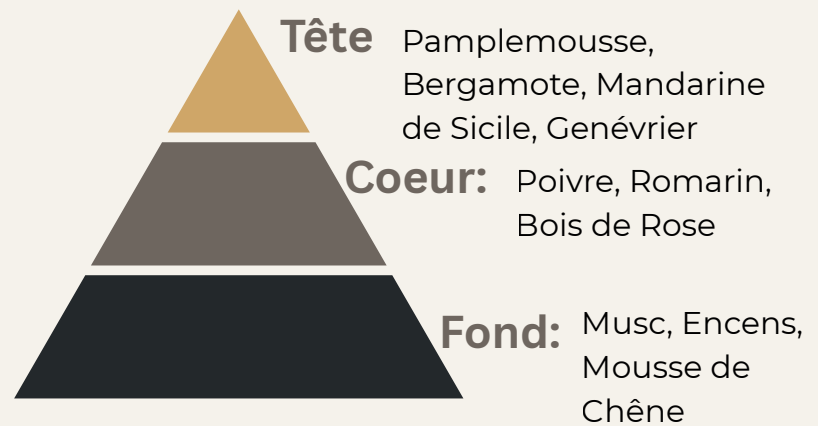 Tête
Pamplemousse,
Bergamote, Mandarine
de Sicile, Genévrier
Coeur:
Poivre, Romarin,
Bois de Rose
Fond:
Musc, Encens,
Mousse de
Chêne